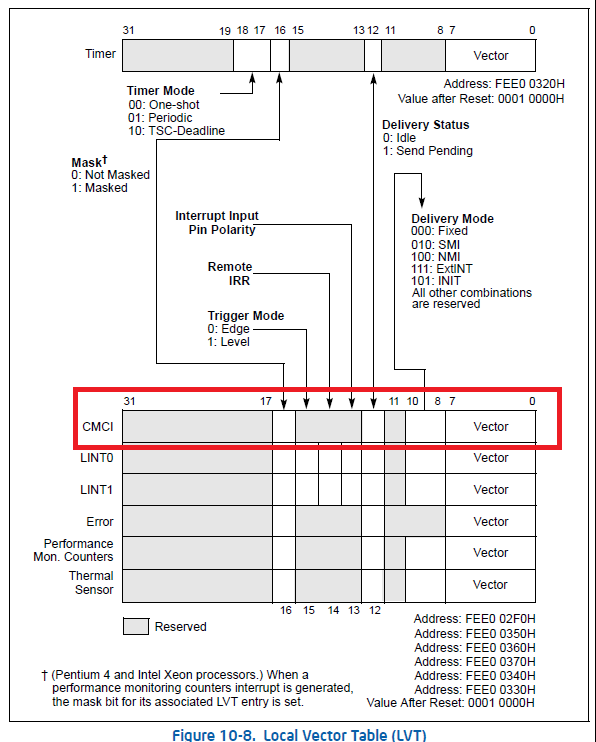 31 19 18 17 16 15 13 12 11 8 7 0
Timer Vector
Address: FEE0 0320H
Value after Reset: 0001 0000H
Timer Mode
00: One-shot
01: Periodic
10: TSC-Deadline
Delivery Status
0: Idle
1: Send Pending
Mask†
0: Not Masked
1: Masked
Interrupt Input
Pin Polarity
Delivery Mode
000: Fixed
010: SMI
100: NMI
111: ExtINT
101: INIT
All other combinations
are reserved
Remote
IRR
Trigger Mode
0: Edge
1: Level
31 17 11 10 8 7 0
CMCI Vector
LINT0 Vector
LINT1 Vector
Error Vector
Performance
Mon. Counters Vector
Thermal
Sensor Vector
16 15 14 13 12
Reserved
Address: FEE0 02F0H
Address: FEE0 0350H
Address: FEE0 0360H
Address: FEE0 0370H
Address: FEE0 0340H
Address: FEE0 0330H
Value After Reset: 0001 0000H
† (Pentium 4 and Intel Xeon processors.) When a
performance monitoring counters interrupt is generated,
the mask bit for its associated LVT entry is set.
Figure 10-8. Local Vector Table (LVT)